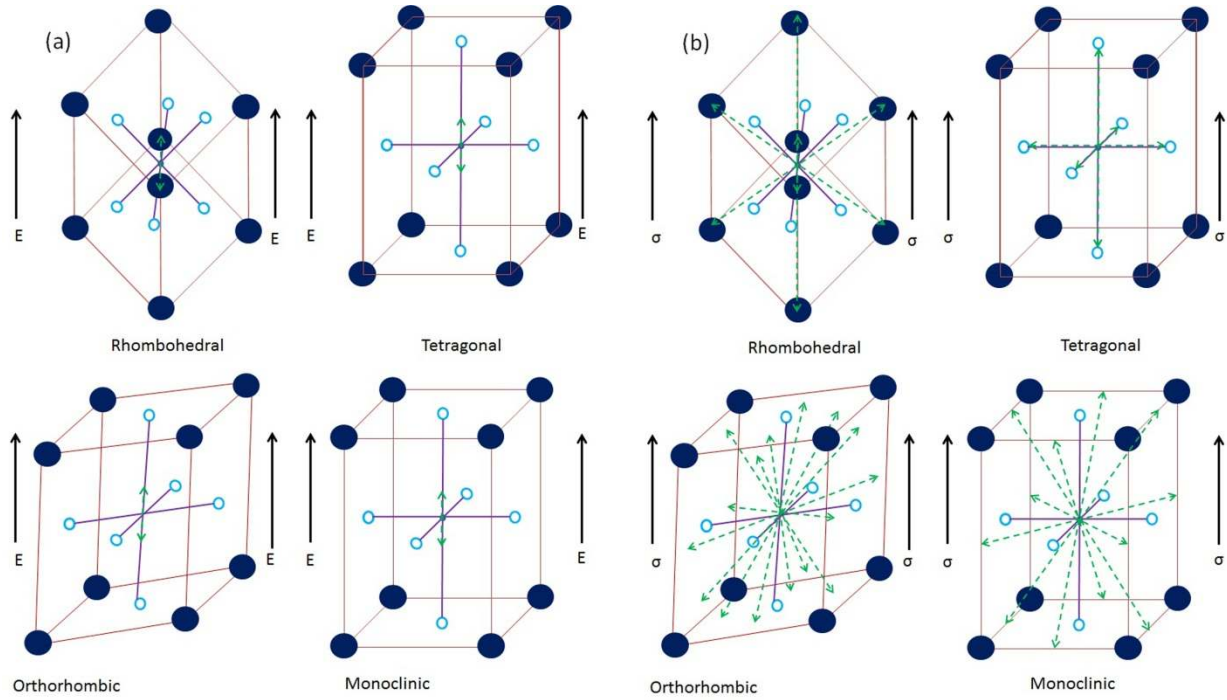 (a)
E
E
E
E
Rhombohedral
Tetragonal
E
E
E
E
Orthorhombic
Monoclinic
(b)
σ
σ
σ
σ
Rhombohedral
Tetragonal
σ
σ
σ
σ
Orthorhombic
Monoclinic